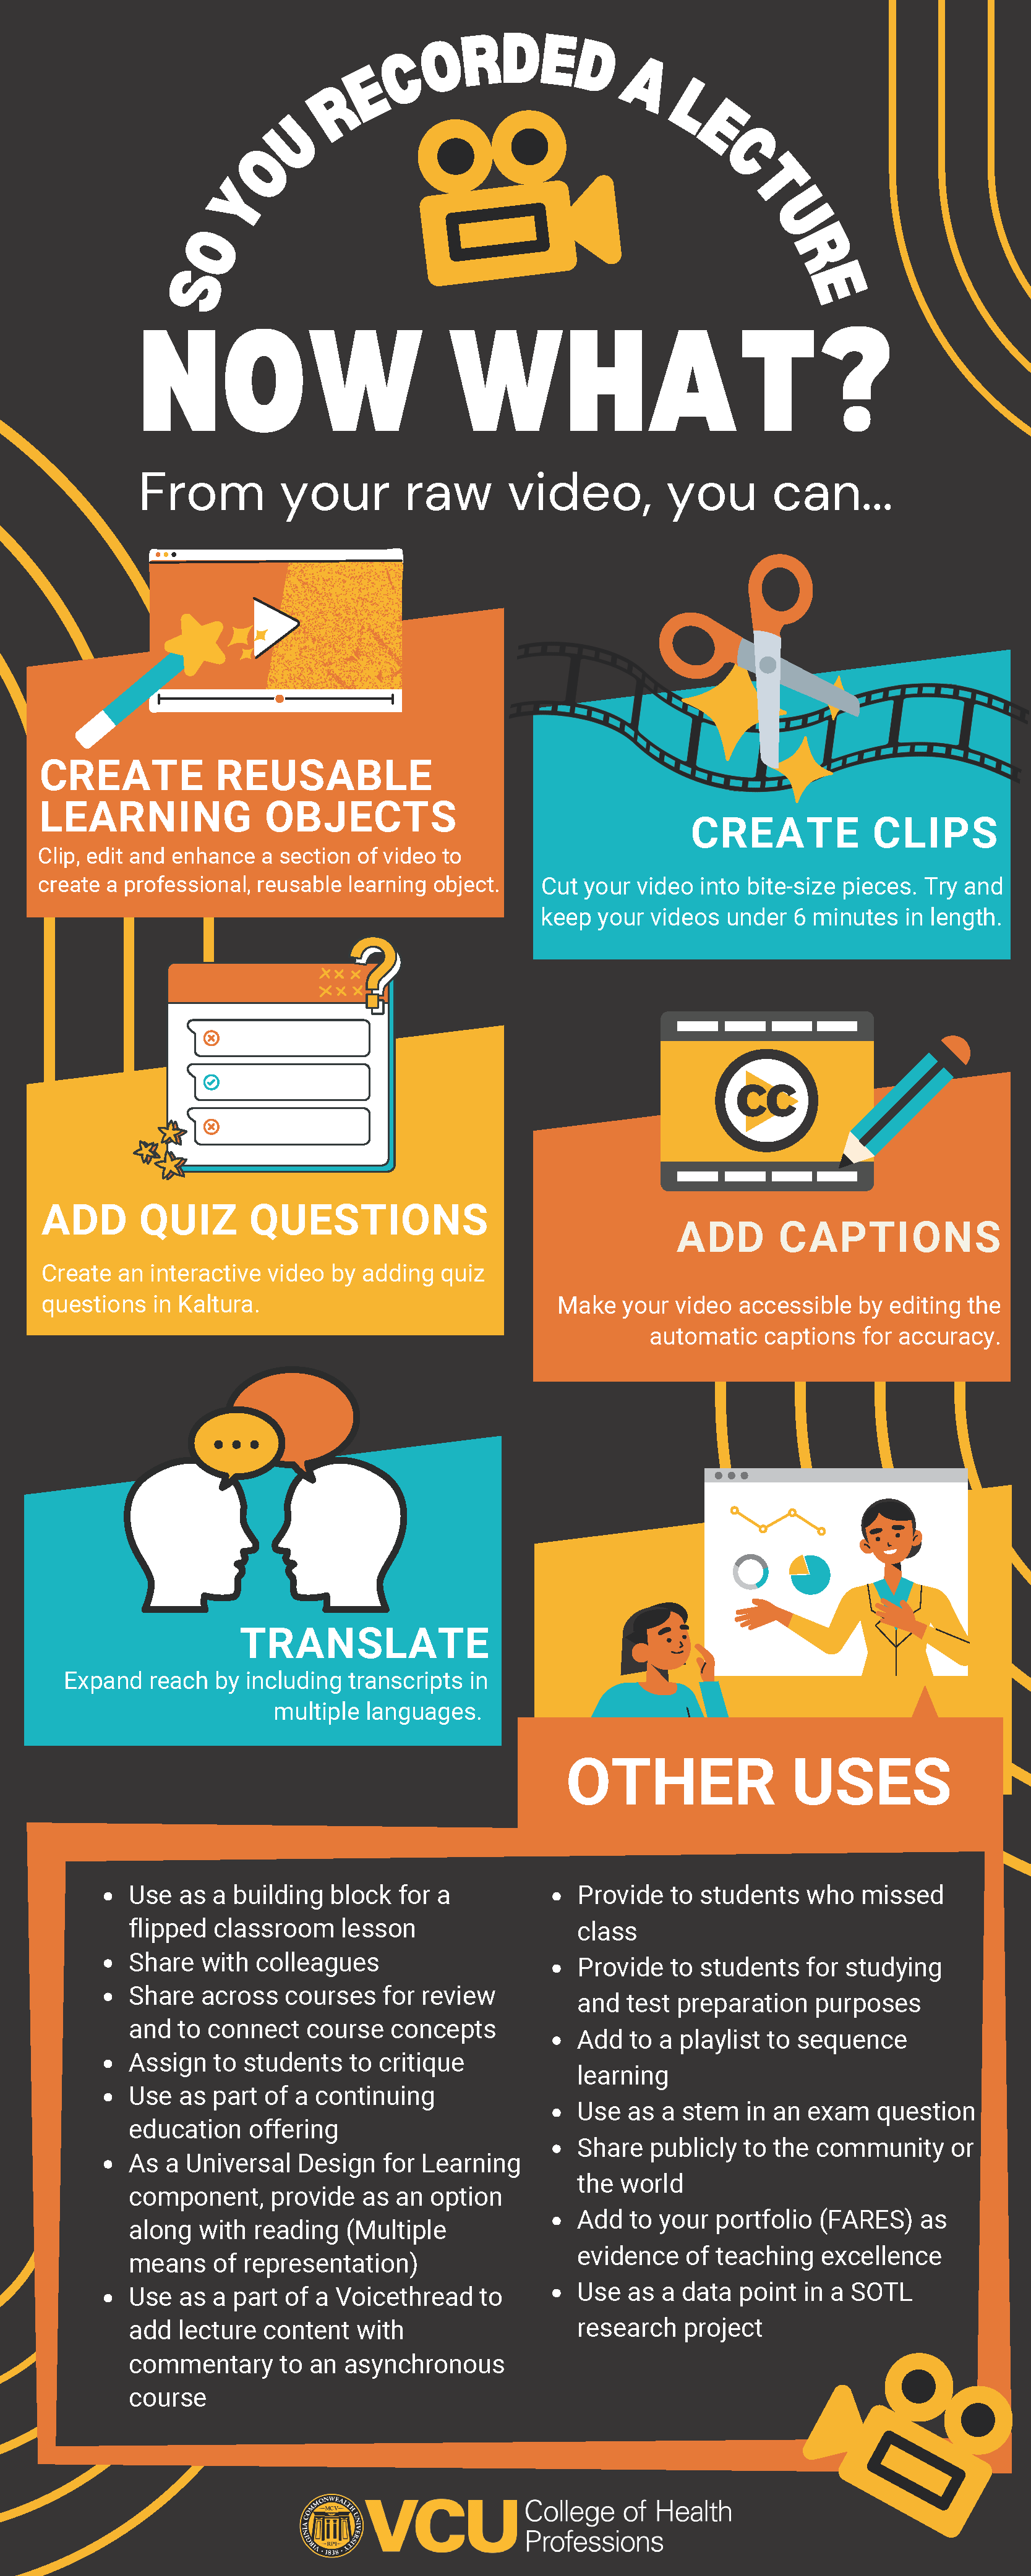 SO YOU RECORDED A LECTURE
NOW WHAT?
From your raw video, you can...
CREATE REUSABLE
LEARNING OBJECTS
Clip, edit and enhance a section of video to
create a professional, reusable learning object.
CREATE CLIPS
Cut your video into bite-size pieces. Try and
keep your videos under 6 minutes in length.
?
ADD QUIZ QUESTIONS
Create an interactive video by adding quiz
questions in Kaltura.
CC
ADD CAPTIONS
Make your video accessible by editing the
automatic captions for accuracy.
TRANSLATE
Expand reach by including transcripts in
multiple languages.
OTHER USES
• Use as a building block for a
flipped classroom lesson
• Share with colleagues
• Share across courses for review
and to connect course concepts
• Assign to students to critique
• Use as part of a continuing
education offering
• As a Universal Design for Learning
component, provide as an option
along with reading (Multiple
means of representation)
• Use as a part of a Voicethread to
add lecture content with
commentary to an asynchronous
course
• Provide to students who missed
class
• Provide to students for studying
and test preparation purposes
• Add to a playlist to sequence
learning
• Use as a stem in an exam question
• Share publicly to the community or
the world
• Add to your portfolio (FARES) as
evidence of teaching excellence
• Use as a data point in a SOTL
research project
VIRGINIA COMMONWEALTH UNIVERSITY
MCV
RPI
1838
VCU
College of Health
Professions